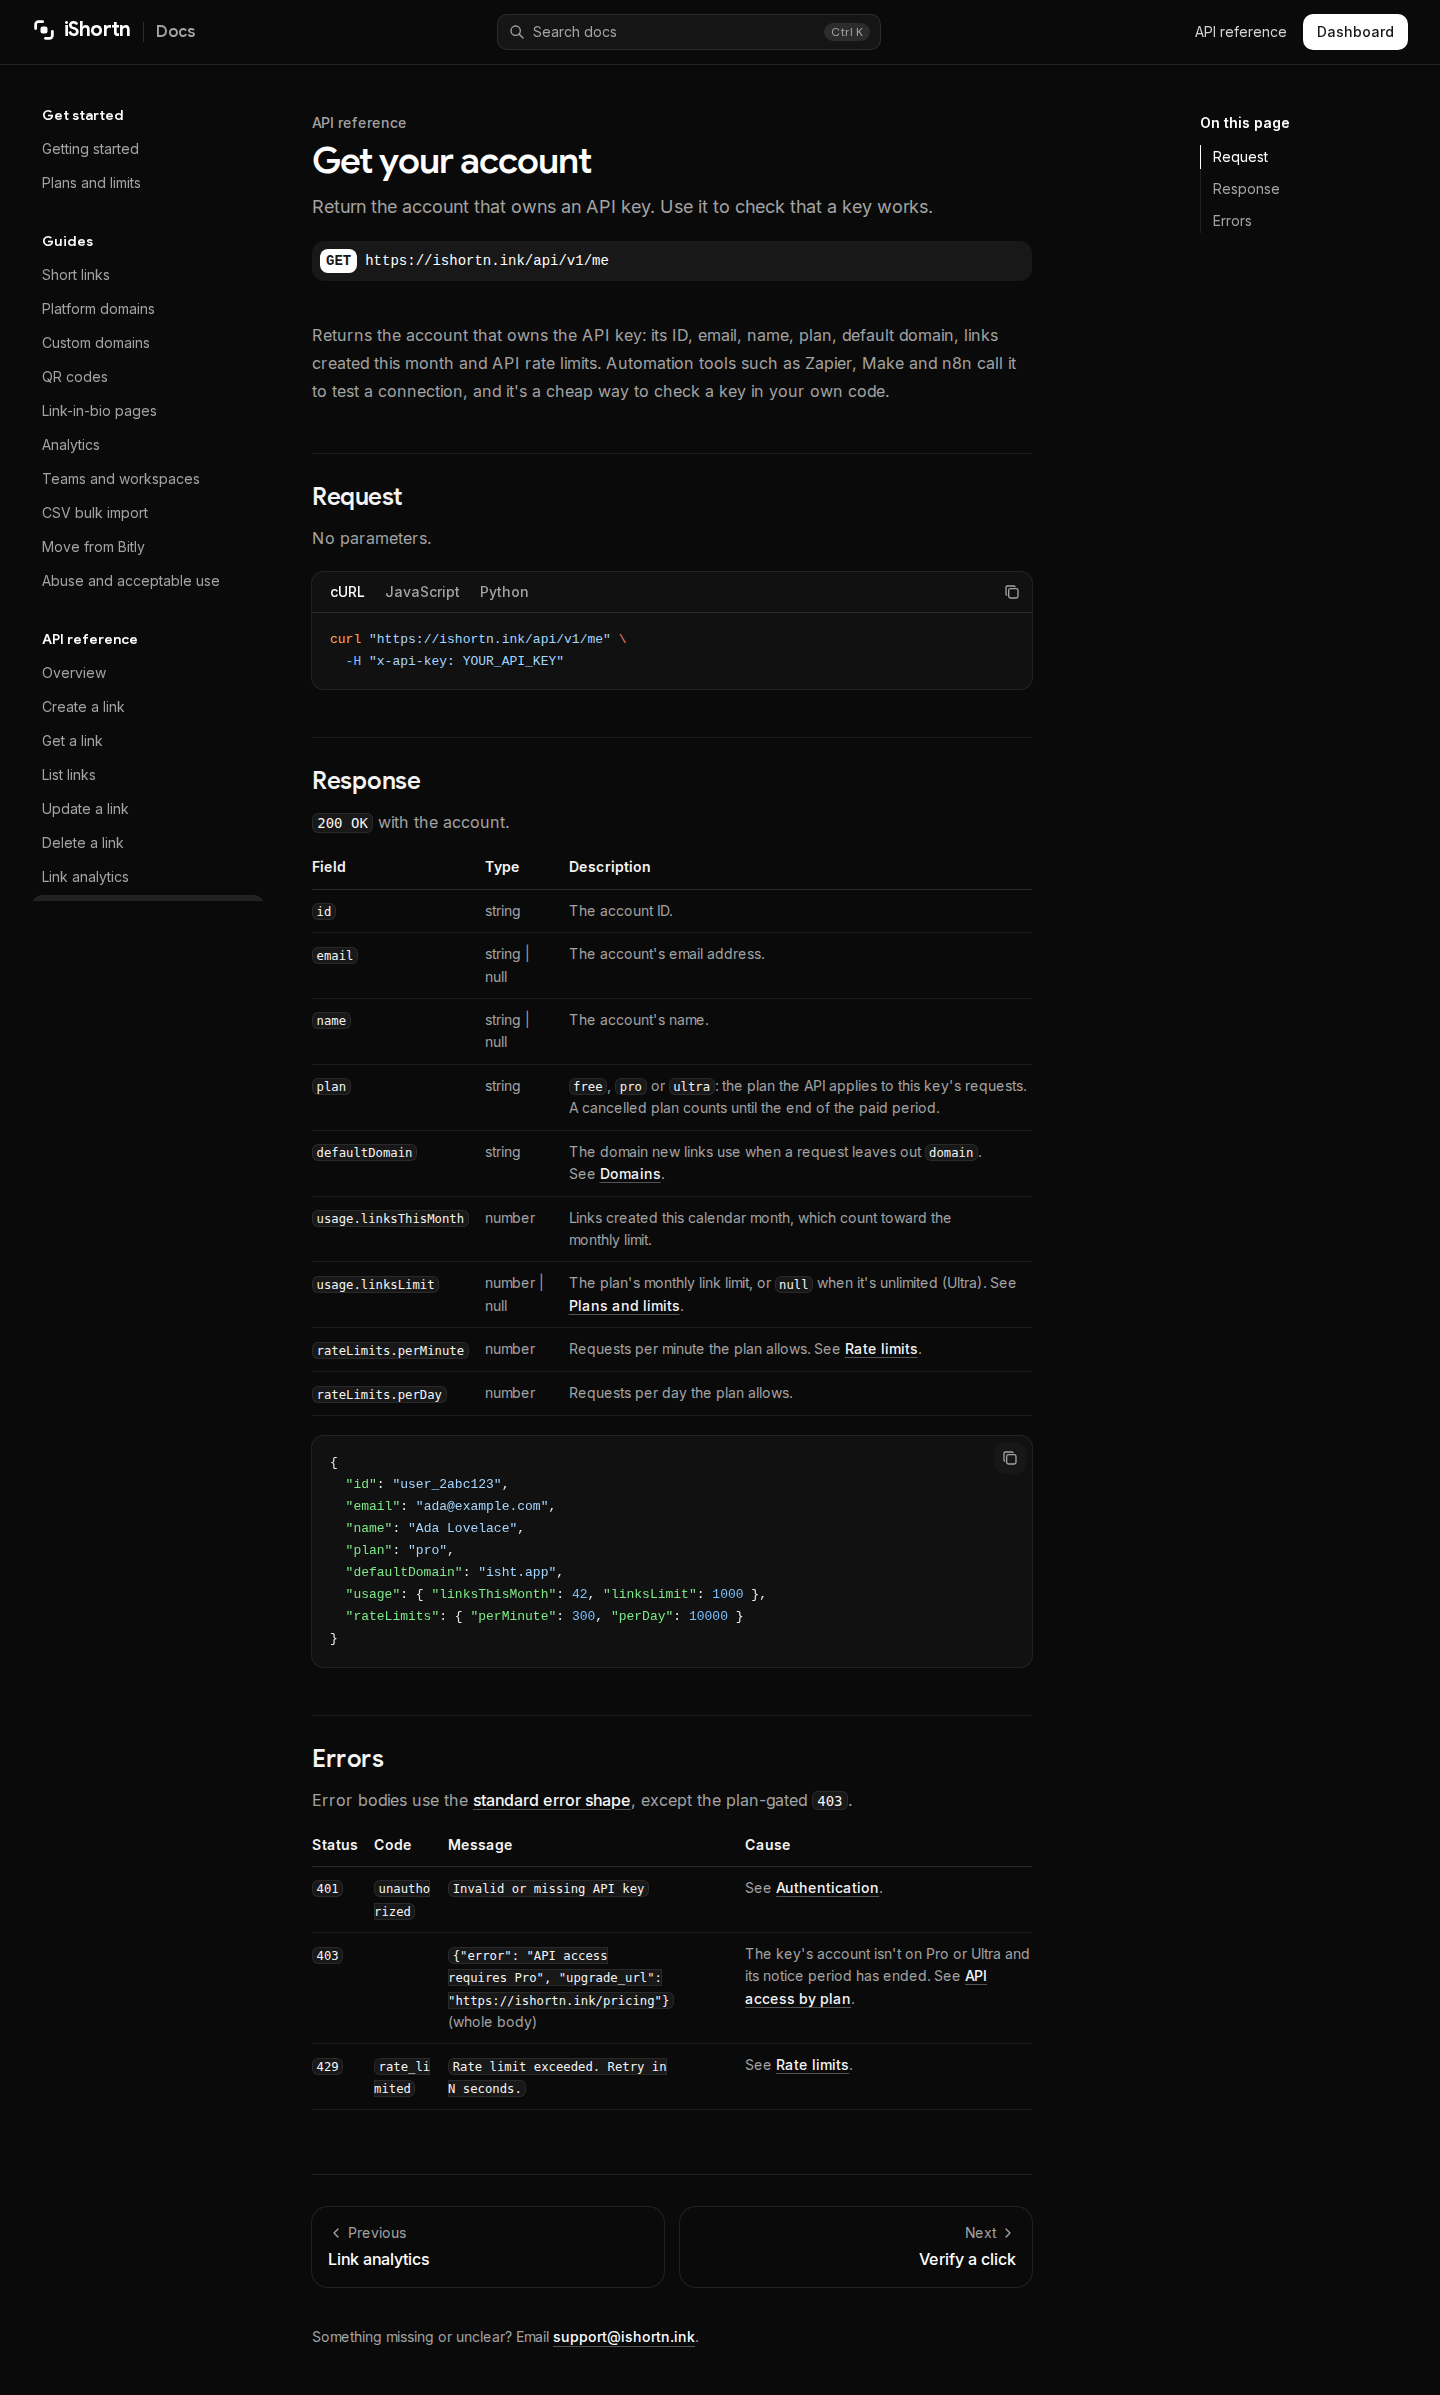 iShortn
Docs
Search docs
Ctrl K
API reference
Dashboard
Get started
Getting started
Plans and limits
Guides
Short links
Platform domains
Custom domains
QR codes
Link-in-bio pages
Analytics
Teams and workspaces
CSV bulk import
Move from Bitly
Abuse and acceptable use
API reference
Overview
Create a link
Get a link
List links
Update a link
Delete a link
Link analytics
API reference
Get your account
Return the account that owns an API key. Use it to check that a key works.
GET https://ishortn.ink/api/v1/me
Returns the account that owns the API key: its ID, email, name, plan, default domain, links
created this month and API rate limits. Automation tools such as Zapier, Make and n8n call it
to test a connection, and it's a cheap way to check a key in your own code.
Request
No parameters.
cURL JavaScript Python
curl "https://ishortn.ink/api/v1/me" \
-H "x-api-key: YOUR_API_KEY"
Response
200 OK with the account.
Field Type Description
id string The account ID.
email string | The account's email address.
null
name string | The account's name.
null
plan string free, pro or ultra: the plan the API applies to this key's requests.
A cancelled plan counts until the end of the paid period.
defaultDomain string The domain new links use when a request leaves out domain.
See Domains.
usage.linksThisMonth number Links created this calendar month, which count toward the
monthly limit.
usage.linksLimit number | The plan's monthly link limit, or null when it's unlimited (Ultra). See
null Plans and limits.
rateLimits.perMinute number Requests per minute the plan allows. See Rate limits.
rateLimits.perDay number Requests per day the plan allows.
{
"id": "user_2abc123",
"email": "ada@example.com",
"name": "Ada Lovelace",
"plan": "pro",
"defaultDomain": "isht.app",
"usage": { "linksThisMonth": 42, "linksLimit": 1000 },
"rateLimits": { "perMinute": 300, "perDay": 10000 }
}
Errors
Error bodies use the standard error shape, except the plan-gated 403.
Status Code Message Cause
401 unautho Invalid or missing API key See Authentication.
rized
403 {"error": "API access The key's account isn't on Pro or Ultra and
requires Pro", "upgrade_url": its notice period has ended. See API
"https://ishortn.ink/pricing"} access by plan.
(whole body)
429 rate_li Rate limit exceeded. Retry in See Rate limits.
mited N seconds.
Previous
Link analytics
Next
Verify a click
Something missing or unclear? Email support@ishortn.ink.
On this page
Request
Response
Errors